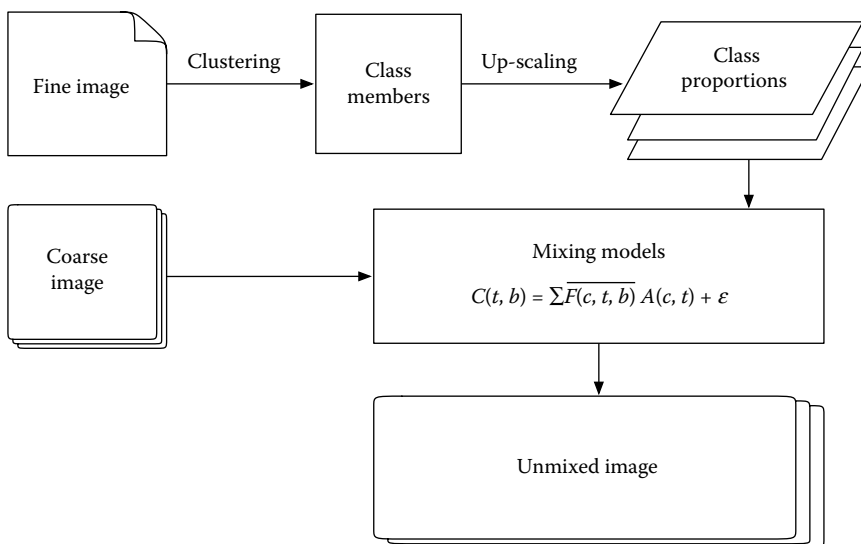 Fine image
Clustering
Class
members
Up-scaling
Class
proportions
Coarse
image
Mixing models
C(t, b) = ∑F(c, t, b) A(c, t) + ε
Unmixed image